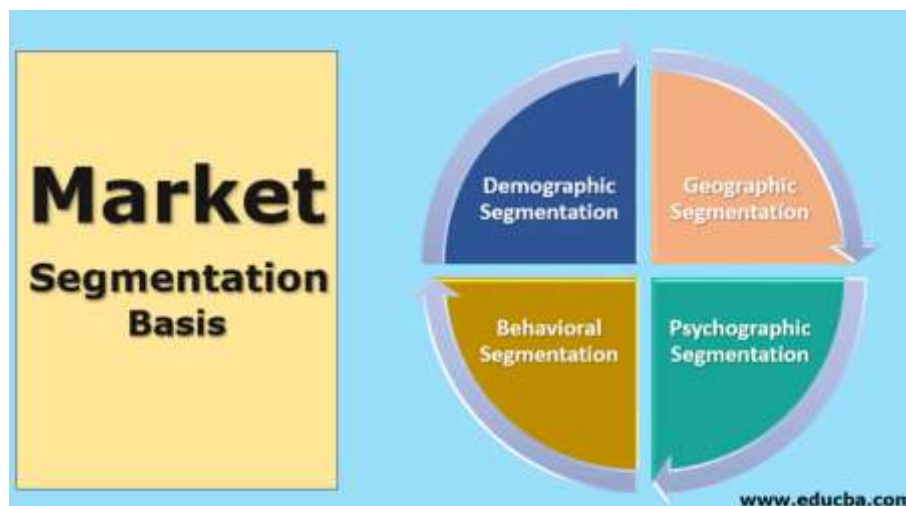 Market
Segmentation
Basis
Demographic
Segmentation
Geographic
Segmentation
Behavioral
Segmentation
Psychographic
Segmentation
www.educba.com